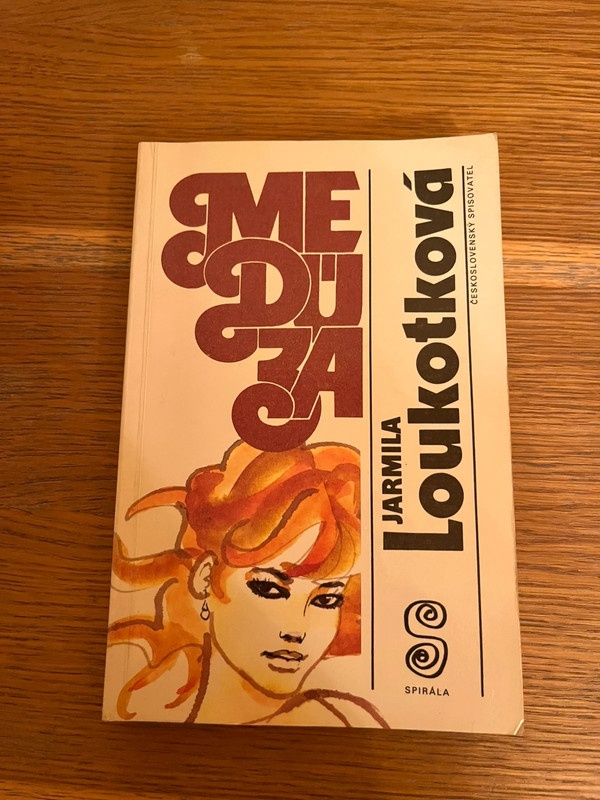 ME
DÚ
ZA
JARMILA
Loukotková
ČESKOSLOVENSKÝ SPISOVATEL
SPIRÁLA